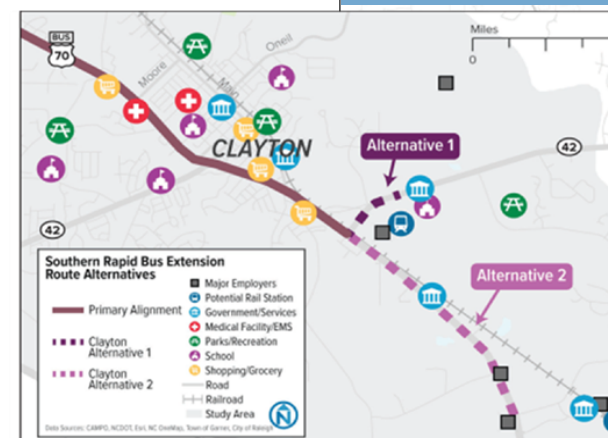 BUS
70
Miles
0
Onell
Moore
Main
CLAYTON
Alternative 1
42
42
Alternative 2
Southern Rapid Bus Extension
Route Alternatives
Primary Alignment
Clayton
Alternative 1
Clayton
Alternative 2
Major Employers
Potential Rail Station
Government/Services
Medical Facility/EMS
Parks/Recreation
School
Shopping/Grocery
Road
Railroad
Study Area
Data Sources: CAMPO, NCDOT, Esri, NC OneMap, Town of Garner, City of Raleigh
N